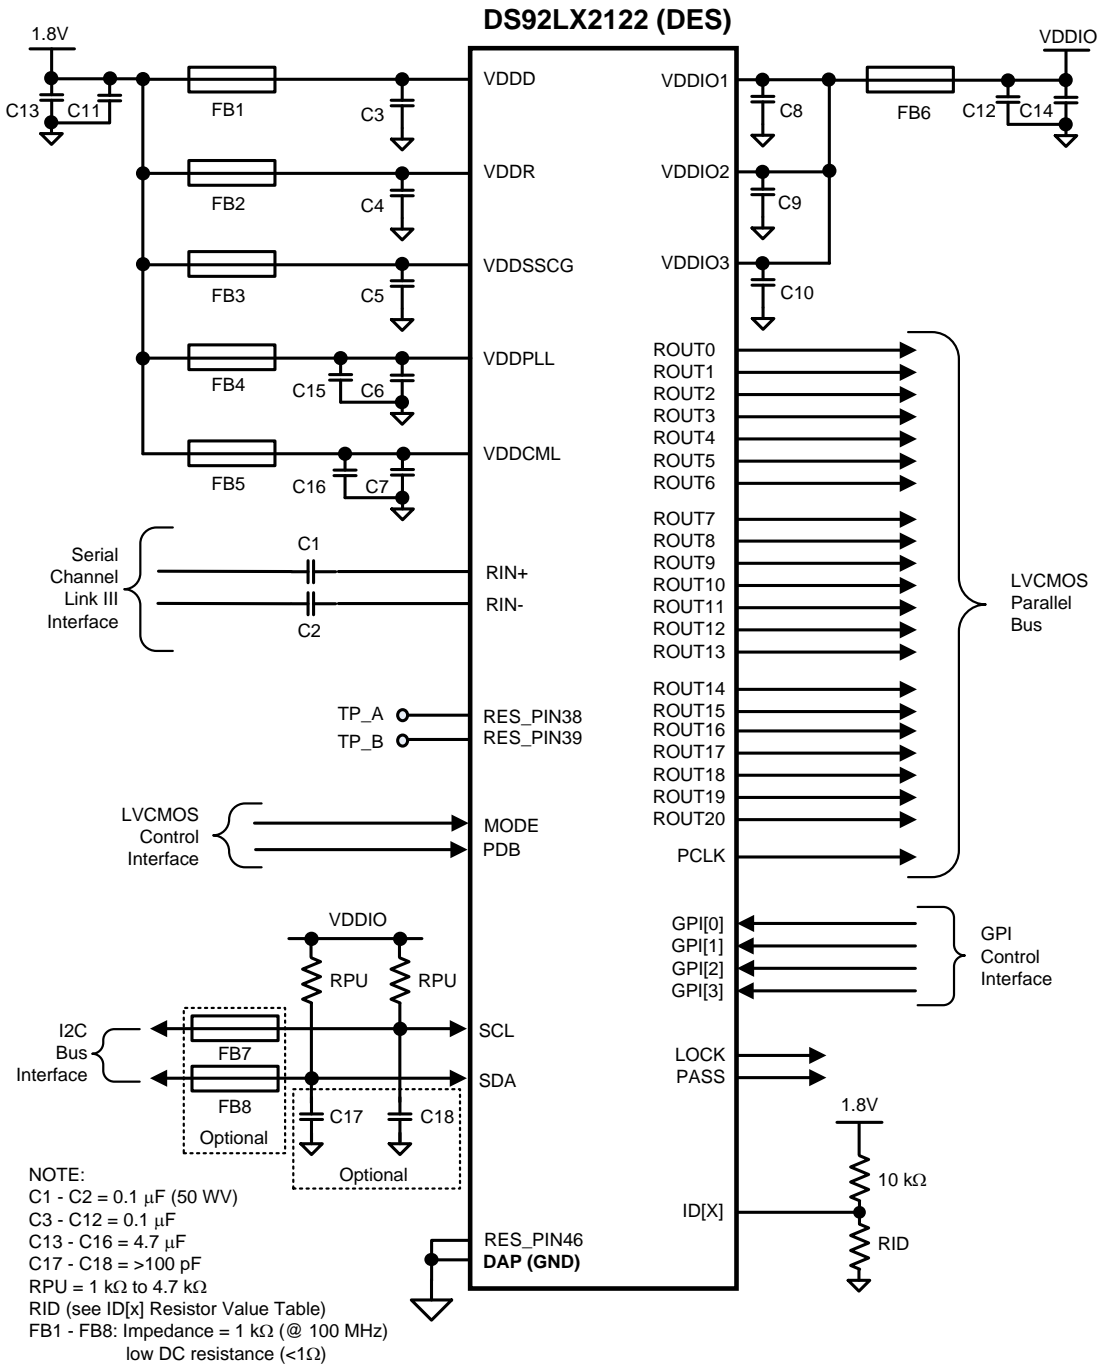 DS92LX2122 (DES)
1.8V
VDDIO
C13
C11
FB1
C3
VDDD
VDDIO1
C8
FB6
C12
C14
FB2
C4
VDDR
VDDIO2
C9
FB3
C5
VDDSSCG
VDDIO3
C10
FB4
C15
C6
VDDPLL
FB5
C16
C7
VDDCML
Serial
Channel
Link III
Interface
C1
C2
RIN+
RIN-
TP_A
TP_B
RES_PIN38
RES_PIN39
LVCMOS
Control
Interface
MODE
PDB
ROUT0
ROUT1
ROUT2
ROUT3
ROUT4
ROUT5
ROUT6
ROUT7
ROUT8
ROUT9
ROUT10
ROUT11
ROUT12
ROUT13
ROUT14
ROUT15
ROUT16
ROUT17
ROUT18
ROUT19
ROUT20
PCLK
LVCMOS
Parallel
Bus
GPI[0]
GPI[1]
GPI[2]
GPI[3]
GPI
Control
Interface
LOCK
PASS
VDDIO
RPU
RPU
I2C
Bus
Interface
FB7
FB8
Optional
SCL
SDA
C17
C18
Optional
1.8V
10 kΩ
ID[X]
RID
RES_PIN46
DAP (GND)
NOTE:
C1 - C2 = 0.1 μF (50 WV)
C3 - C12 = 0.1 μF
C13 - C16 = 4.7 μF
C17 - C18 = >100 pF
RPU = 1 kΩ to 4.7 kΩ
RID (see ID[x] Resistor Value Table)
FB1 - FB8: Impedance = 1 kΩ (@ 100 MHz)
low DC resistance (<1Ω)